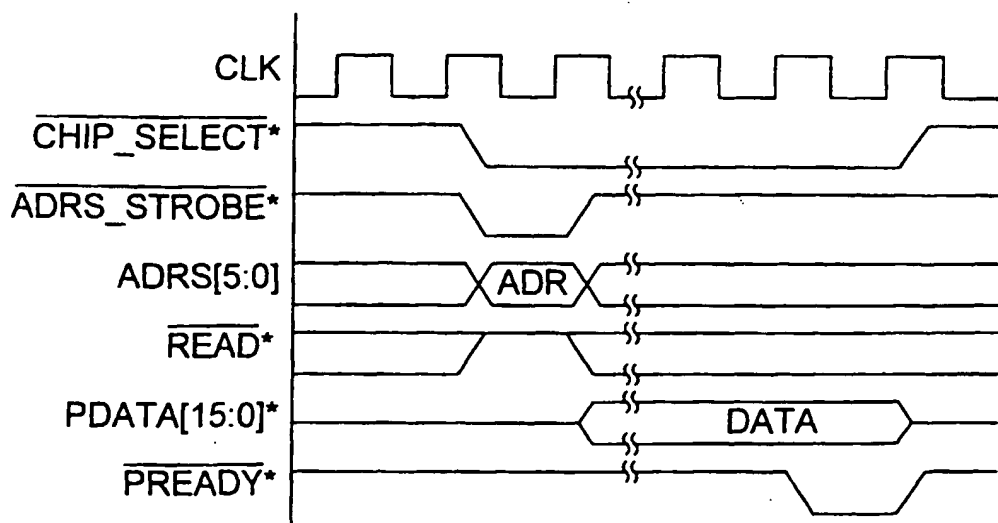 CLK
CHIP_SELECT*
ADRS_STROBE*
ADRS[5:0]
ADR
READ*
PDATA[15:0]*
DATA
PREADY*